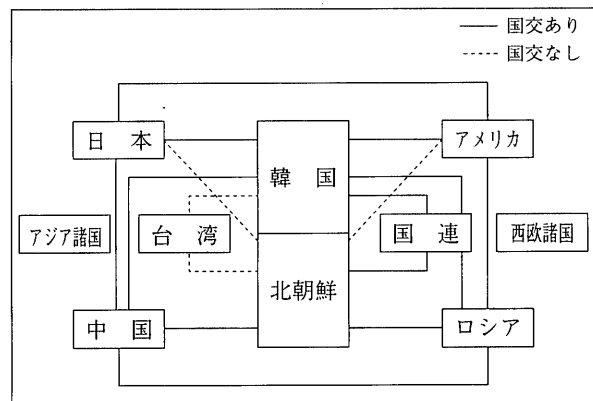 国交あり
国交なし
日本
アメリカ
韓国
アジア諸国
台湾
国連
西欧諸国
北朝鮮
中国
ロシア